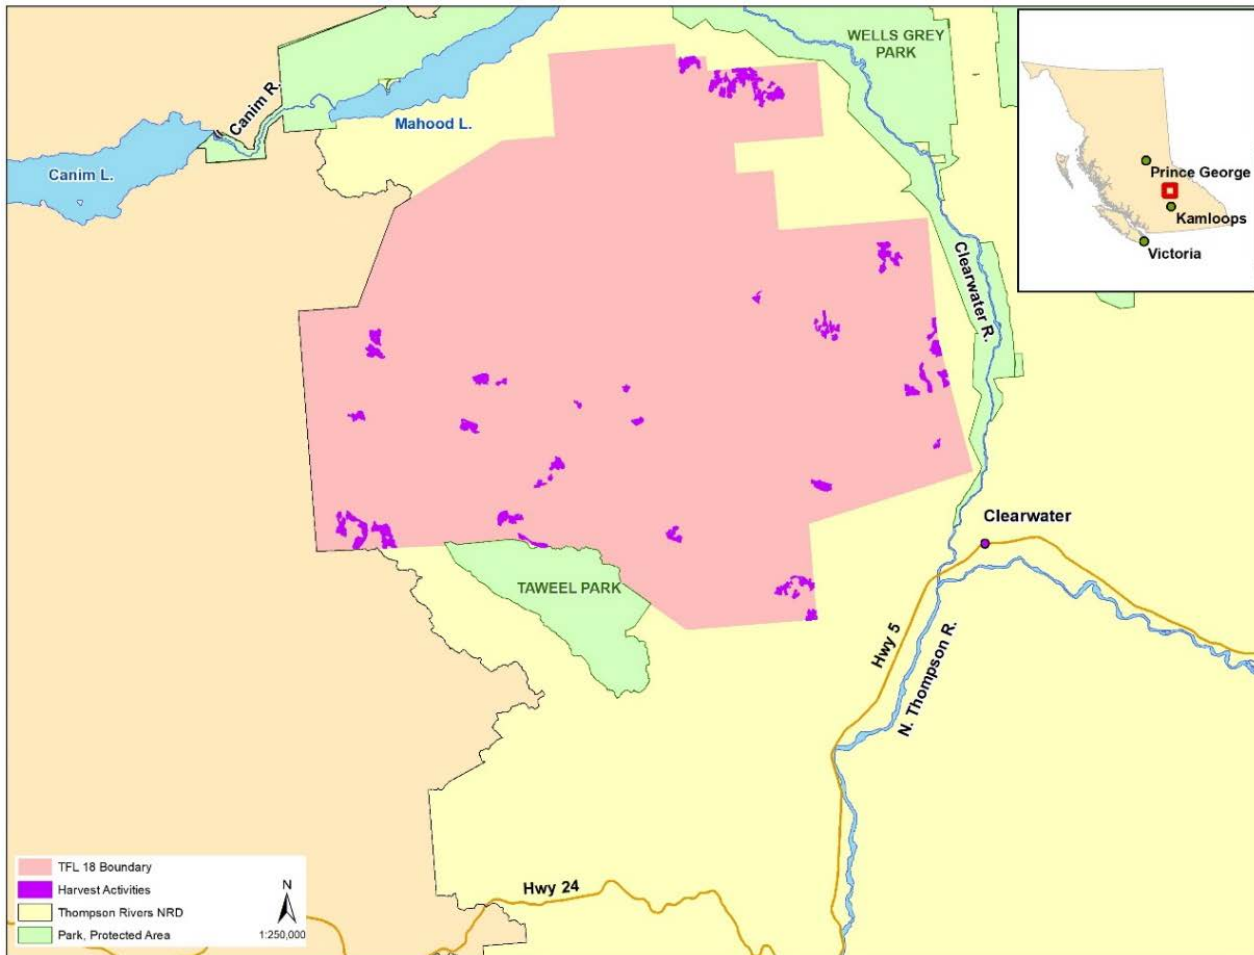 WELLS GREY
PARK
Canim R.
Mahood L.
Canim L.
Prince George
Kamloops
Victoria
Clearwater R.
Clearwater
TAWEEL PARK
Hwy 5
N. Thompson R.
Hwy 24
TFL 18 Boundary
Harvest Activities
Thompson Rivers NRD
Park, Protected Area
N
1:250,000